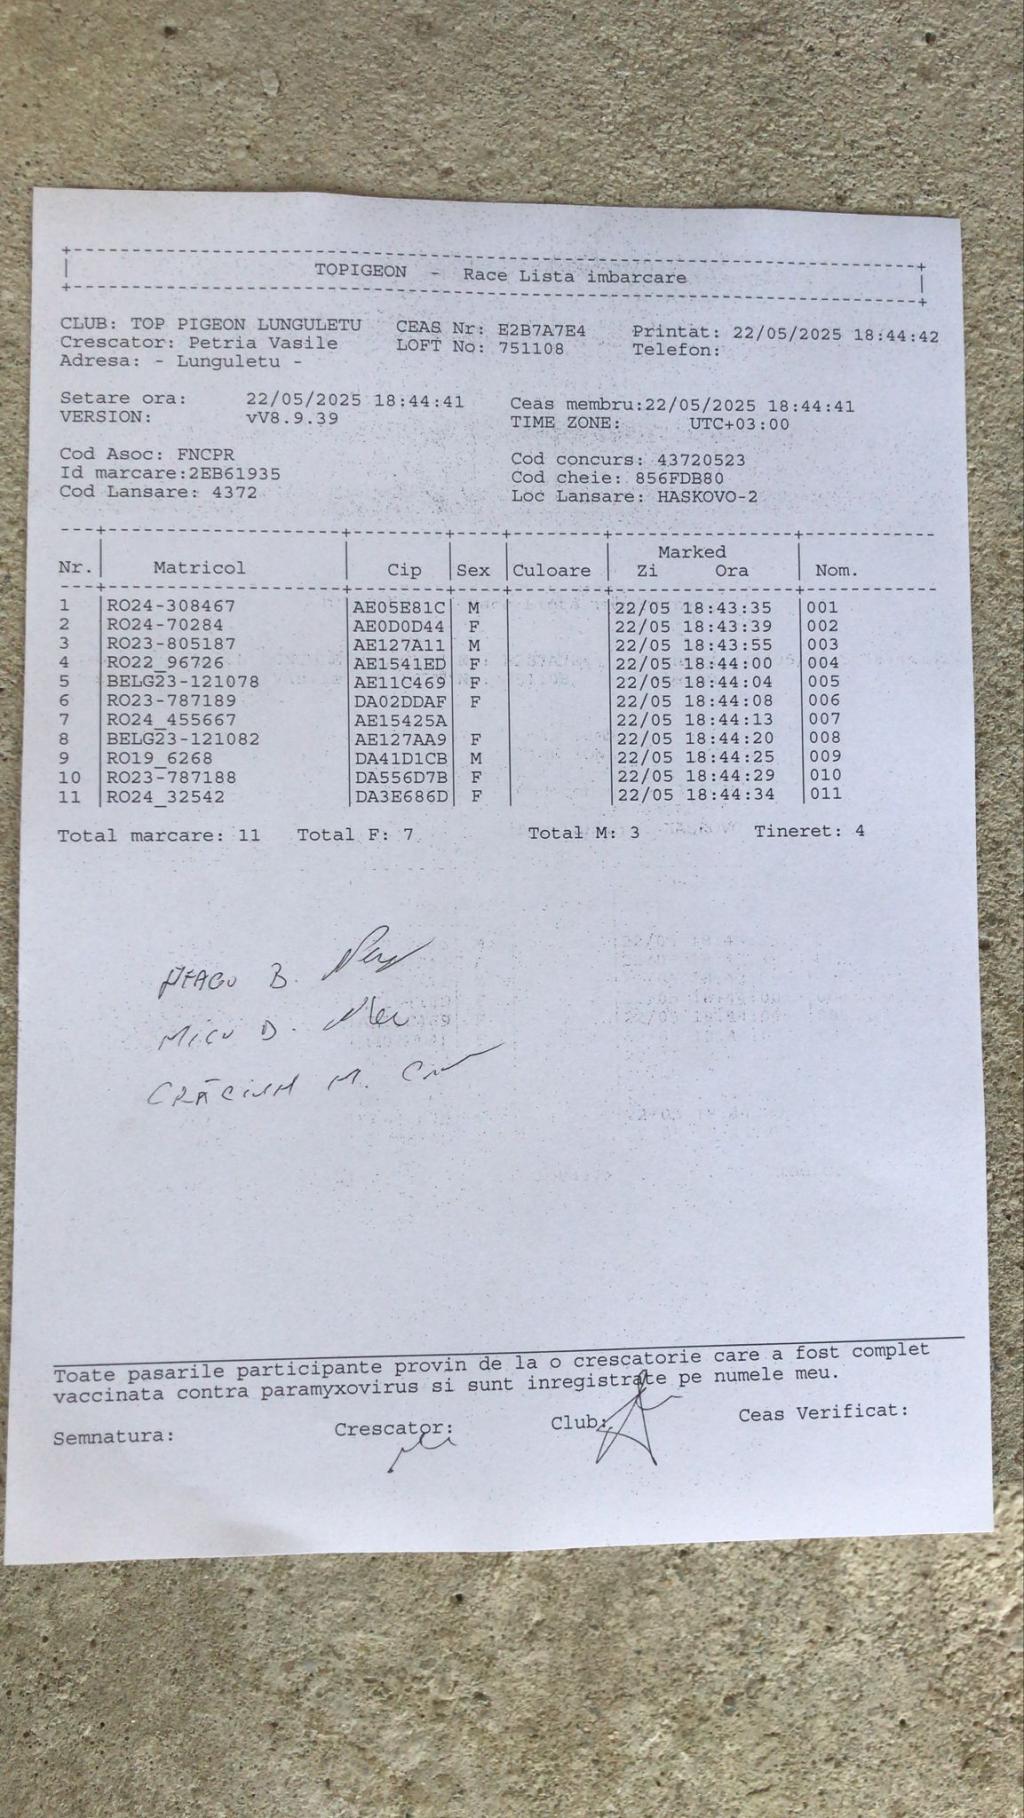 TOPIGEON - Race Lista imbarcare
CLUB: TOP PIGEON LUNGULETU CEAS Nr: E2B7A7E4 Printat: 22/05/2025 18:44:42
Crescator: Petria Vasile LOFT No: 751108 Telefon:
Adresa: - Lunguletu -
Setare ora: 22/05/2025 18:44:41 Ceas membru:22/05/2025 18:44:41
VERSION: vV8.9.39 TIME ZONE: UTC+03:00
Cod Asoc: FNCPR Cod concurs: 43720523
Id marcare:2EB61935 Cod cheie: 856FDB80
Cod Lansare: 4372 Loc Lansare: HASKOVO-2
Marked
Nr. Matricol Cip Sex Culoare Zi Ora Nom.
1 RO24-308467 AE05E81C M 22/05 18:43:35 001
2 RO24-70284 AE0D0D44 F 22/05 18:43:39 002
3 RO23-805187 AE127A11 M 22/05 18:43:55 003
4 RO22_96726 AE1541ED F 22/05 18:44:00 004
5 BELG23-121078 AE11C469 F 22/05 18:44:04 005
6 RO23-787189 DA02DDAF F 22/05 18:44:08 006
7 RO24_455667 AE15425A 22/05 18:44:13 007
8 BELG23-121082 AE127AA9 F 22/05 18:44:20 008
9 RO19_6268 DA41D1CB M 22/05 18:44:25 009
10 RO23-787188 DA556D7B F 22/05 18:44:29 010
11 RO24_32542 DA3E686D F 22/05 18:44:34 011
Total marcare: 11 Total F: 7 Total M: 3 Tineret: 4
B.
MICU D.
CRĂCIUN M.
Toate pasarile participante provin de la o crescatorie care a fost complet
vaccinata contra paramyxovirus si sunt inregistrate pe numele meu.
Semnatura: Crescator: Club: Ceas Verificat: